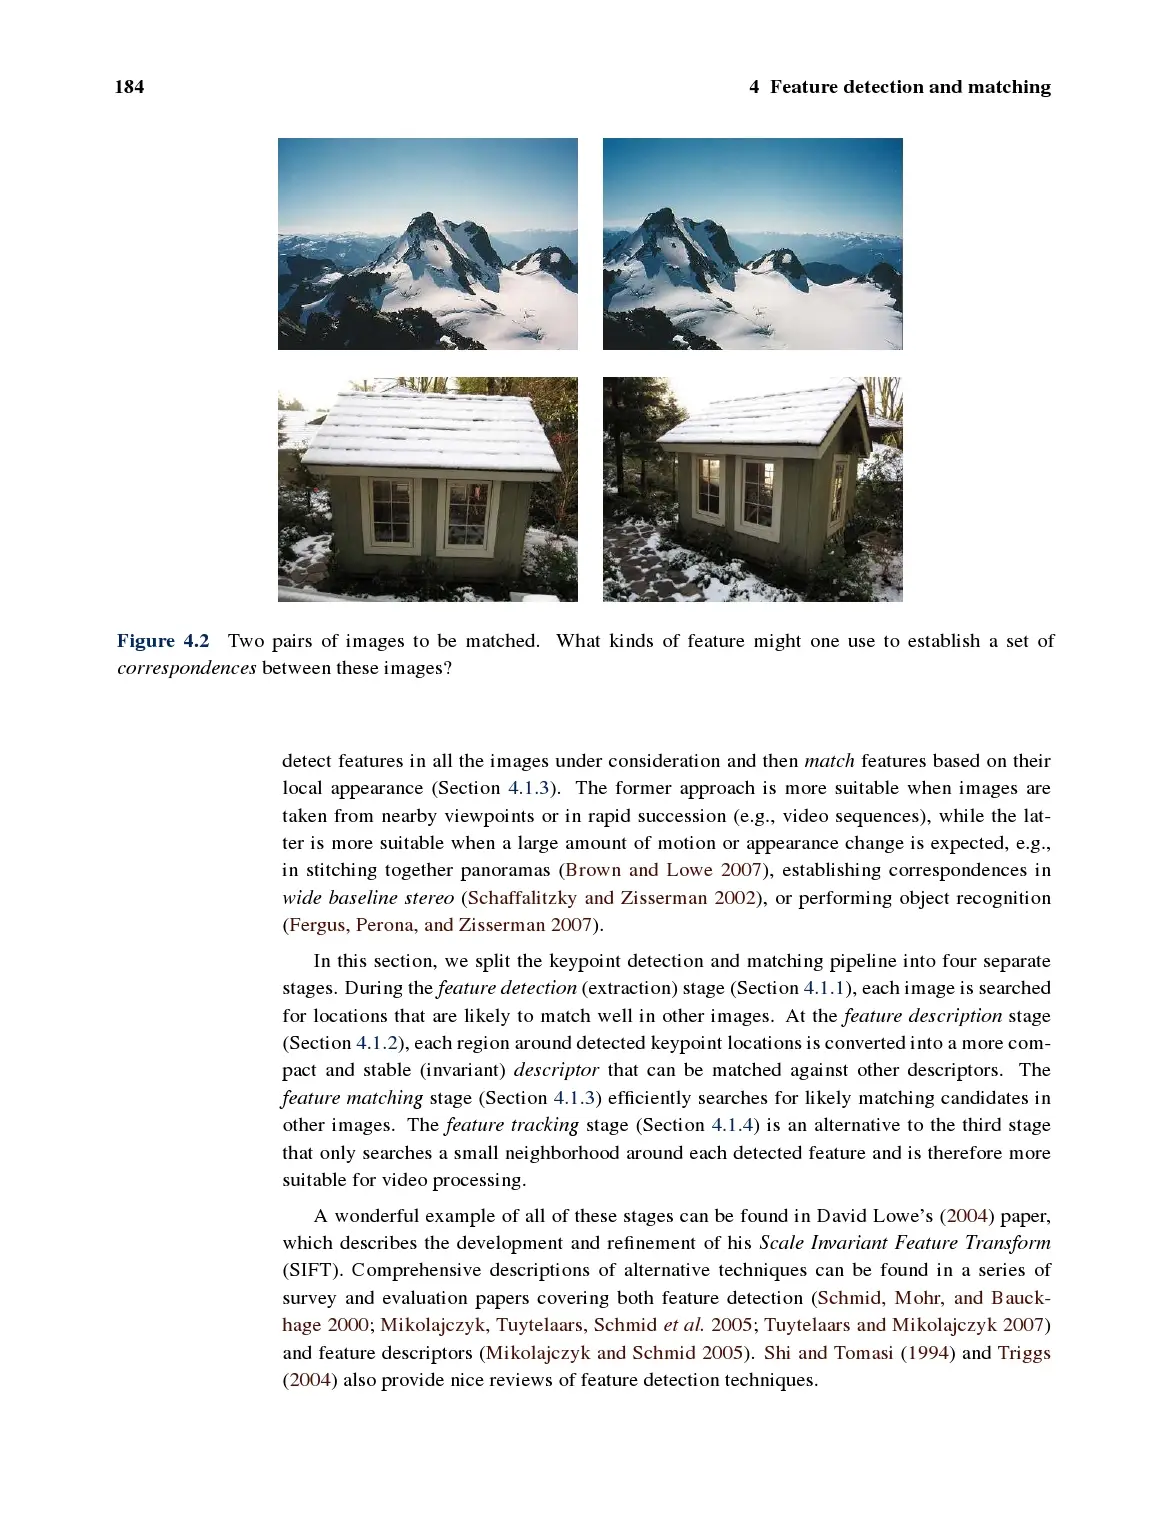 184
4 Feature detection and matching
Figure 4.2 Two pairs of images to be matched. What kinds of feature might one use to establish a set of
correspondences between these images?
detect features in all the images under consideration and then match features based on their
local appearance (Section 4.1.3). The former approach is more suitable when images are
taken from nearby viewpoints or in rapid succession (e.g., video sequences), while the lat-
ter is more suitable when a large amount of motion or appearance change is expected, e.g.,
in stitching together panoramas (Brown and Lowe 2007), establishing correspondences in
wide baseline stereo (Schaffalitzky and Zisserman 2002), or performing object recognition
(Fergus, Perona, and Zisserman 2007).
In this section, we split the keypoint detection and matching pipeline into four separate
stages. During the feature detection (extraction) stage (Section 4.1.1), each image is searched
for locations that are likely to match well in other images. At the feature description stage
(Section 4.1.2), each region around detected keypoint locations is converted into a more com-
pact and stable (invariant) descriptor that can be matched against other descriptors. The
feature matching stage (Section 4.1.3) efficiently searches for likely matching candidates in
other images. The feature tracking stage (Section 4.1.4) is an alternative to the third stage
that only searches a small neighborhood around each detected feature and is therefore more
suitable for video processing.
A wonderful example of all of these stages can be found in David Lowe's (2004) paper,
which describes the development and refinement of his Scale Invariant Feature Transform
(SIFT). Comprehensive descriptions of alternative techniques can be found in a series of
survey and evaluation papers covering both feature detection (Schmid, Mohr, and Bauck-
hage 2000; Mikolajczyk, Tuytelaars, Schmid et al. 2005; Tuytelaars and Mikolajczyk 2007)
and feature descriptors (Mikolajczyk and Schmid 2005). Shi and Tomasi (1994) and Triggs
(2004) also provide nice reviews of feature detection techniques.